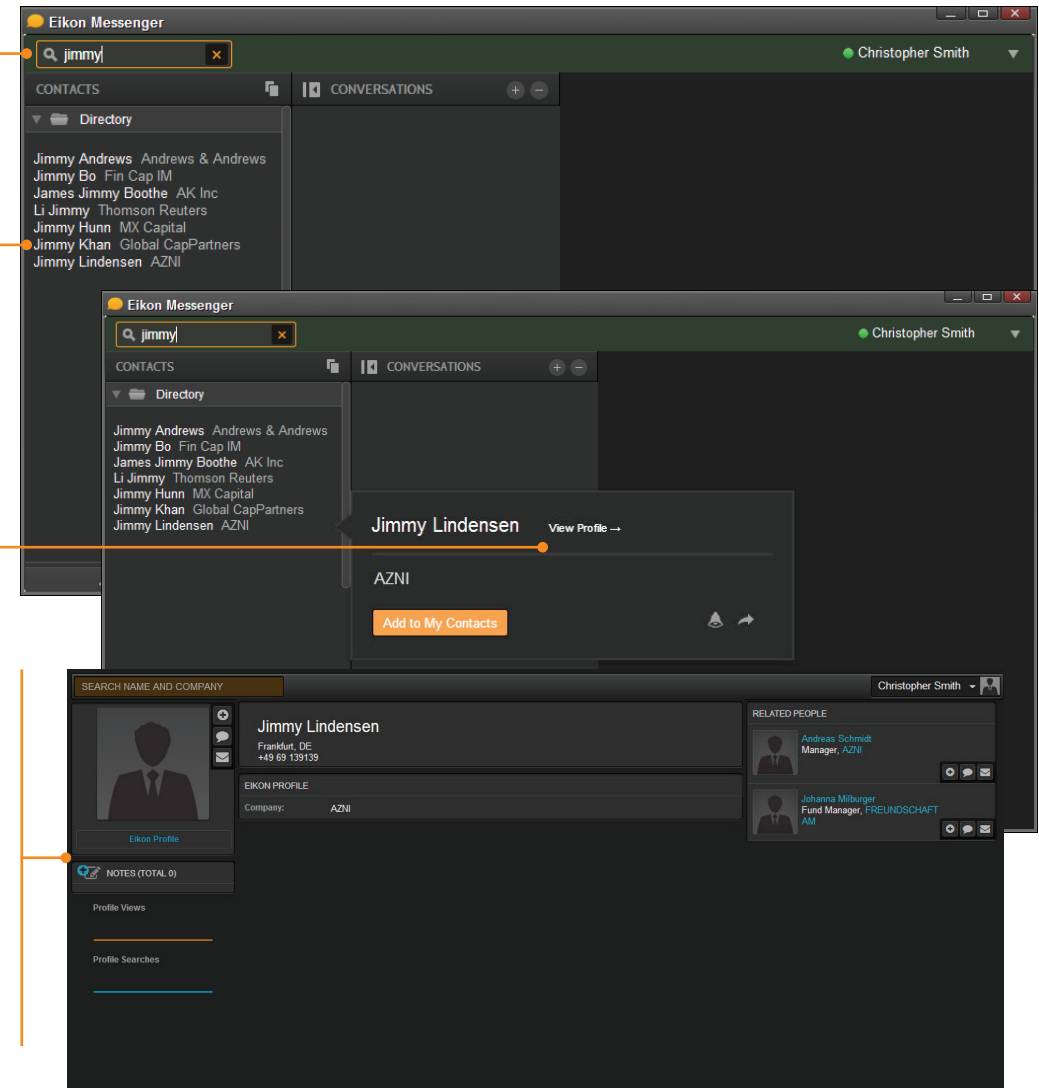 Eikon Messenger
jimmy
Christopher Smith
CONTACTS
CONVERSATIONS
Directory
Jimmy Andrews Andrews & Andrews
Jimmy Bo Fin Cap IM
James Jimmy Boothe AK Inc
Li Jimmy Thomson Reuters
Jimmy Hunn MX Capital
Jimmy Khan Global CapPartners
Jimmy Lindensen AZNI
Eikon Messenger
jimmy
Christopher Smith
CONTACTS
CONVERSATIONS
Directory
Jimmy Andrews Andrews & Andrews
Jimmy Bo Fin Cap IM
James Jimmy Boothe AK Inc
Li Jimmy Thomson Reuters
Jimmy Hunn MX Capital
Jimmy Khan Global CapPartners
Jimmy Lindensen AZNI
Jimmy Lindensen View Profile →
AZNI
Add to My Contacts
SEARCH NAME AND COMPANY
Christopher Smith
Jimmy Lindensen
Frankfurt, DE
+49 69 139139
EIKON PROFILE
Company: AZNI
Eikon Profile
NOTES (TOTAL 0)
Profile Views
Profile Searches
RELATED PEOPLE
Andreas Schmidt
Manager, AZNI
Johanna Milburger
Fund Manager, FREUNDSCHAFT
AM